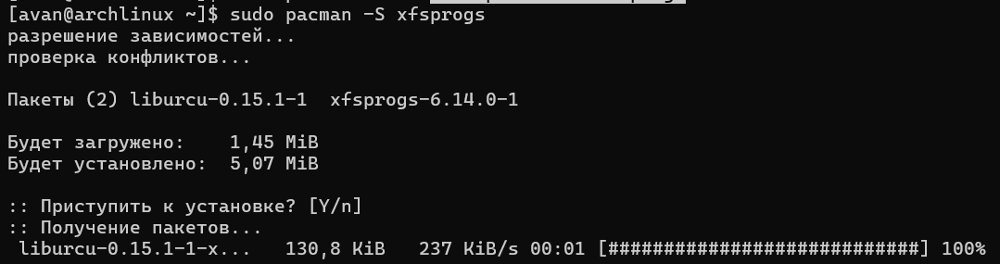 [avan@archlinux ~]$ sudo pacman -S xfsprogs
разрешение зависимостей...
проверка конфликтов...
Пакеты (2) liburcu-0.15.1-1  xfsprogs-6.14.0-1
Будет загружено:    1,45 MiB
Будет установлено:  5,07 MiB
:: Приступить к установке? [Y/n]
:: Получение пакетов...
liburcu-0.15.1-1-x...   130,8 KiB   237 KiB/s 00:01 [############################] 100%